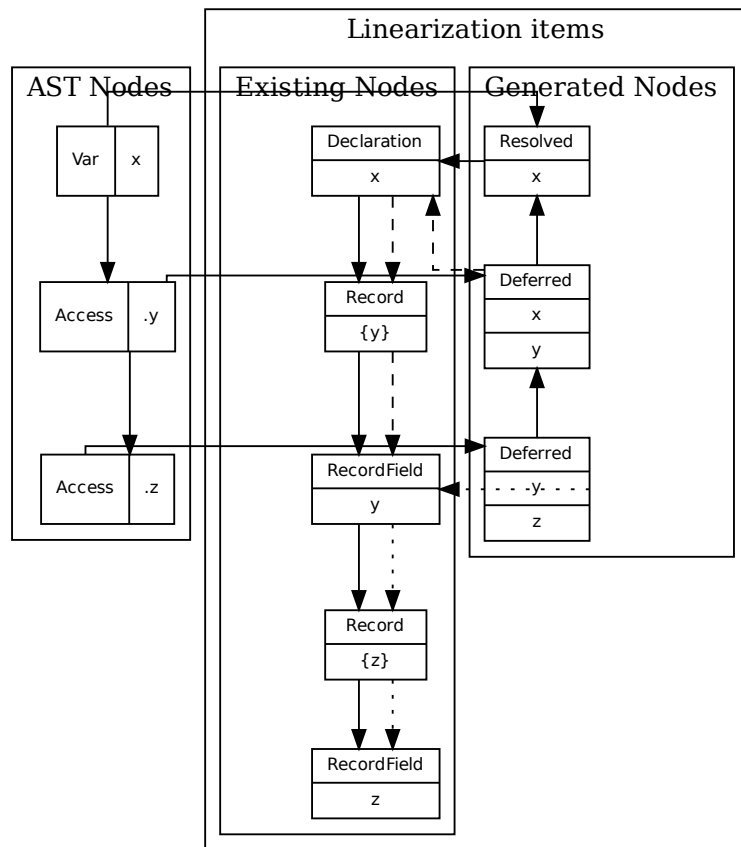 Linearization items
AST Nodes
Existing Nodes
Generated Nodes
Var
x
Declaration
x
Resolved
x
Access
.y
Record
{y}
Deferred
x
y
Access
.z
RecordField
y
Deferred
y
z
Record
{z}
RecordField
z